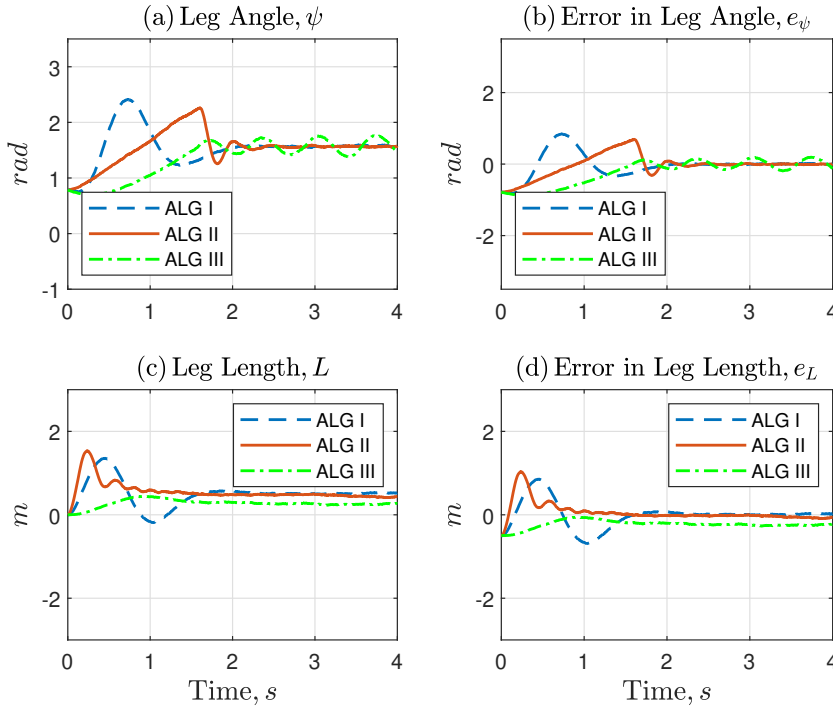 (a) Leg Angle, ψ
3
2
1
0
-1
rad
ALG I
ALG II
ALG III
0 1 2 3 4
(b) Error in Leg Angle, e_ψ
2
0
-2
rad
ALG I
ALG II
ALG III
0 1 2 3 4
(c) Leg Length, L
2
0
-2
m
ALG I
ALG II
ALG III
0 1 2 3 4
Time, s
(d) Error in Leg Length, e_L
2
0
-2
m
ALG I
ALG II
ALG III
0 1 2 3 4
Time, s